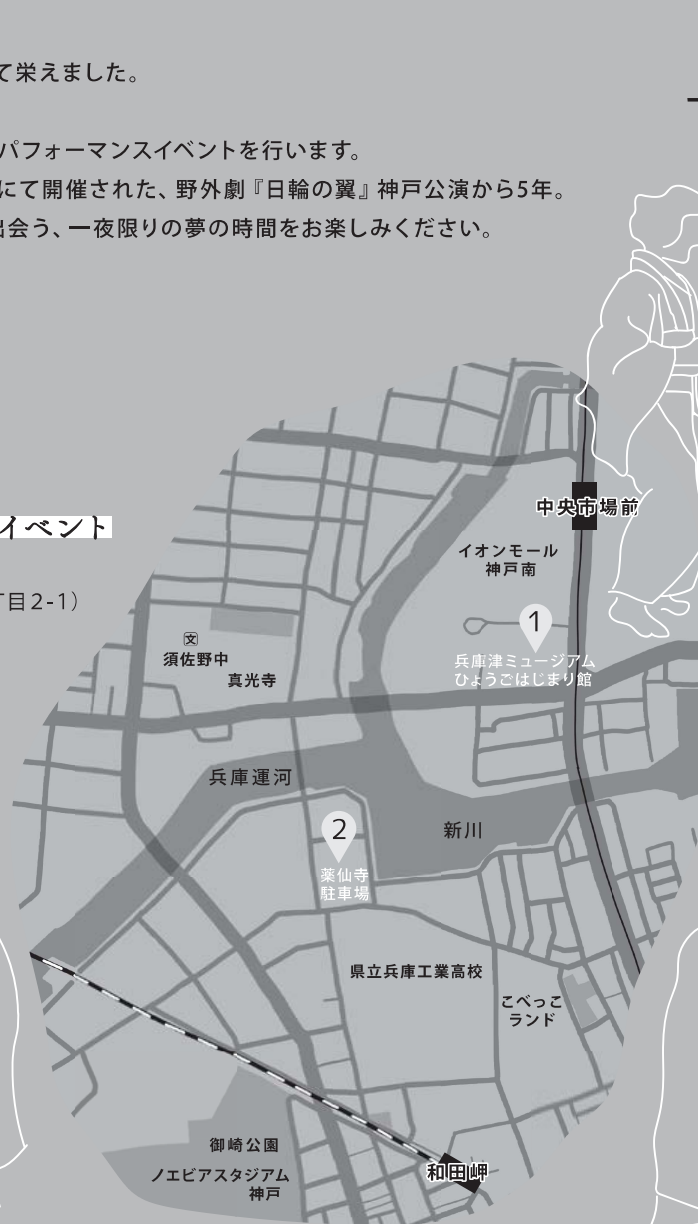 て栄えました。
パフォーマンスイベントを行います。
にて開催された、野外劇『日輪の翼』神戸公演から5年。
出会う、一夜限りの夢の時間をお楽しみください。
中央市場前
イベント
イオンモール
神戸南
丁目2-1）
1
文
須佐野中
兵庫津ミュージアム
ひょうごはじまり館
真光寺
兵庫運河
2
新川
薬仙寺
駐車場
県立兵庫工業高校
こべっこ
ランド
御崎公園
ノエビアスタジアム
神戸
和田岬